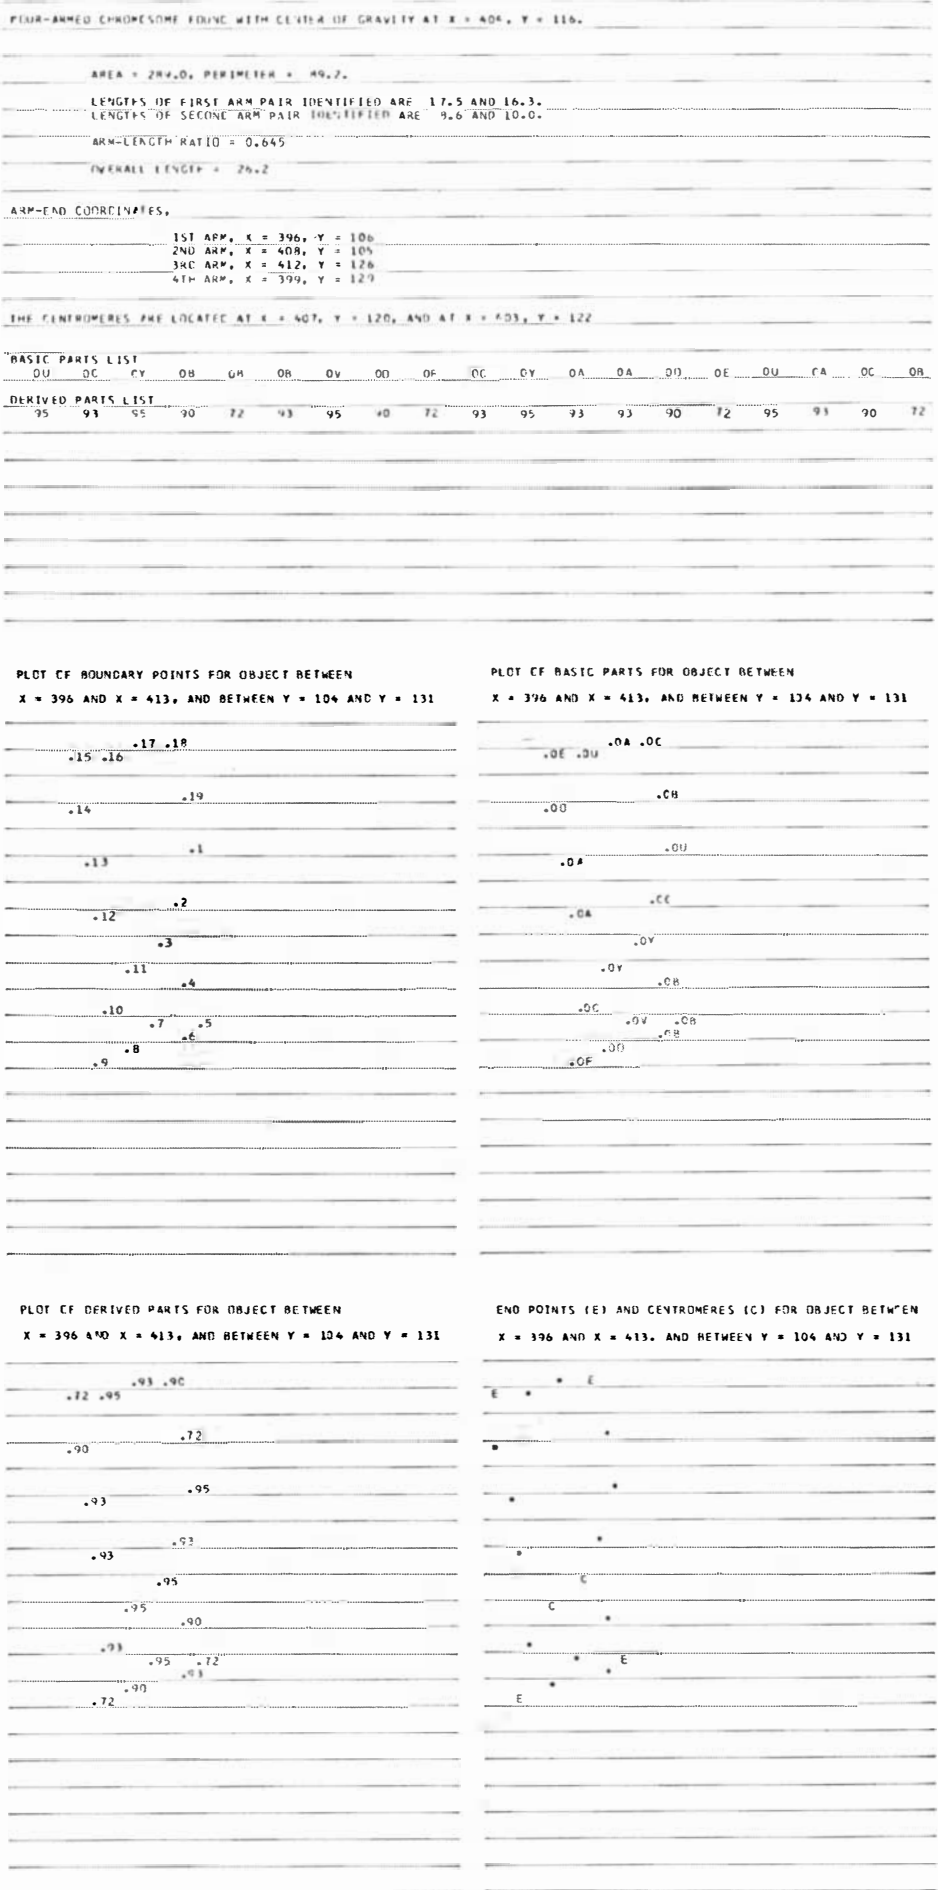 FOUR-ARMED CHROMESOME FOUND WITH CENTER OF GRAVITY AT X = 404, Y = 116.
AREA = 289.0, PERIMETER = 89.2.
LENGTHS OF FIRST ARM PAIR IDENTIFIED ARE 17.5 AND 16.3.
LENGTHS OF SECOND ARM PAIR IDENTIFIED ARE 9.6 AND 10.0.
ARM-LENGTH RATIO = 0.645
OVERALL LENGTH = 26.2
ARM-END COORDINATES,
1ST ARM, X = 396, Y = 106
2ND ARM, X = 408, Y = 105
3RD ARM, X = 412, Y = 126
4TH ARM, X = 399, Y = 129
THE CENTROMERES ARE LOCATED AT X = 407, Y = 120, AND AT X = 403, Y = 122
BASIC PARTS LIST
0U 0C 0Y 0B 0B 0B 0V 0D 0E 0C 0Y 0A 0A 0D 0E 0U 0A 0C 0B
DERIVED PARTS LIST
95 93 95 90 72 93 95 90 72 93 95 93 93 90 72 95 93 90 72
PLOT CF BOUNDARY POINTS FOR OBJECT BETWEEN
X = 396 AND X = 413, AND BETWEEN Y = 104 AND Y = 131
.17 .18
.15 .16
.19
.14
.1
.13
.2
.12
.3
.11
.4
.10
.7 .5
.6
.8
.9
PLOT CF BASIC PARTS FOR OBJECT BETWEEN
X = 396 AND X = 413, AND BETWEEN Y = 104 AND Y = 131
.0A .0C
.0E .0U
.0B
.0D
.0U
.0A
.0C
.0A
.0Y
.0Y
.0B
.0C
.0V .0B
.0B
.0D
.0E
PLOT CF DERIVED PARTS FOR OBJECT BETWEEN
X = 396 AND X = 413, AND BETWEEN Y = 104 AND Y = 131
.93 .90
.72 .95
.72
.90
.95
.93
.93
.93
.95
.95
.90
.93
.95 .72
.93
.90
.72
END POINTS (E) AND CENTROMERES (C) FOR OBJECT BETWEEN
X = 396 AND X = 413. AND BETWEEN Y = 104 AND Y = 131
E
E
C
C
E
E